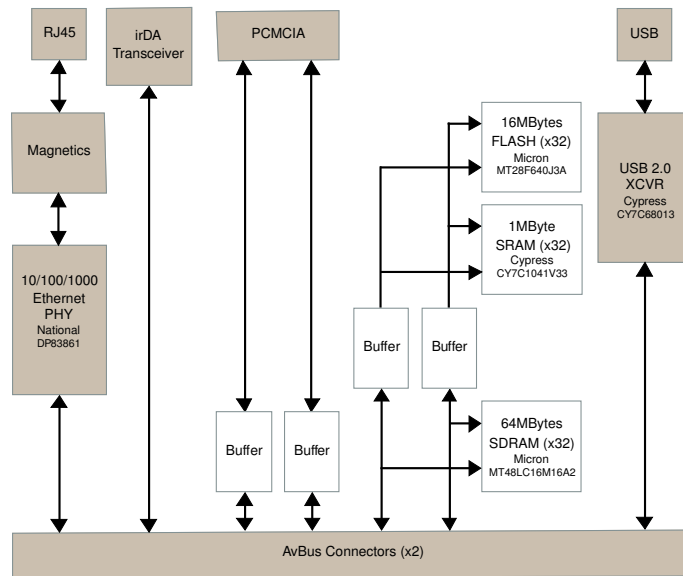 RJ45
irDA
Transceiver
PCMCIA
USB
Magnetics
16MBytes
FLASH (x32)
Micron
MT28F640J3A
USB 2.0
XCVR
Cypress
CY7C68013
1MByte
SRAM (x32)
Cypress
CY7C1041V33
10/100/1000
Ethernet
PHY
National
DP83861
Buffer
Buffer
Buffer
Buffer
64MBytes
SDRAM (x32)
Micron
MT48LC16M16A2
AvBus Connectors (x2)